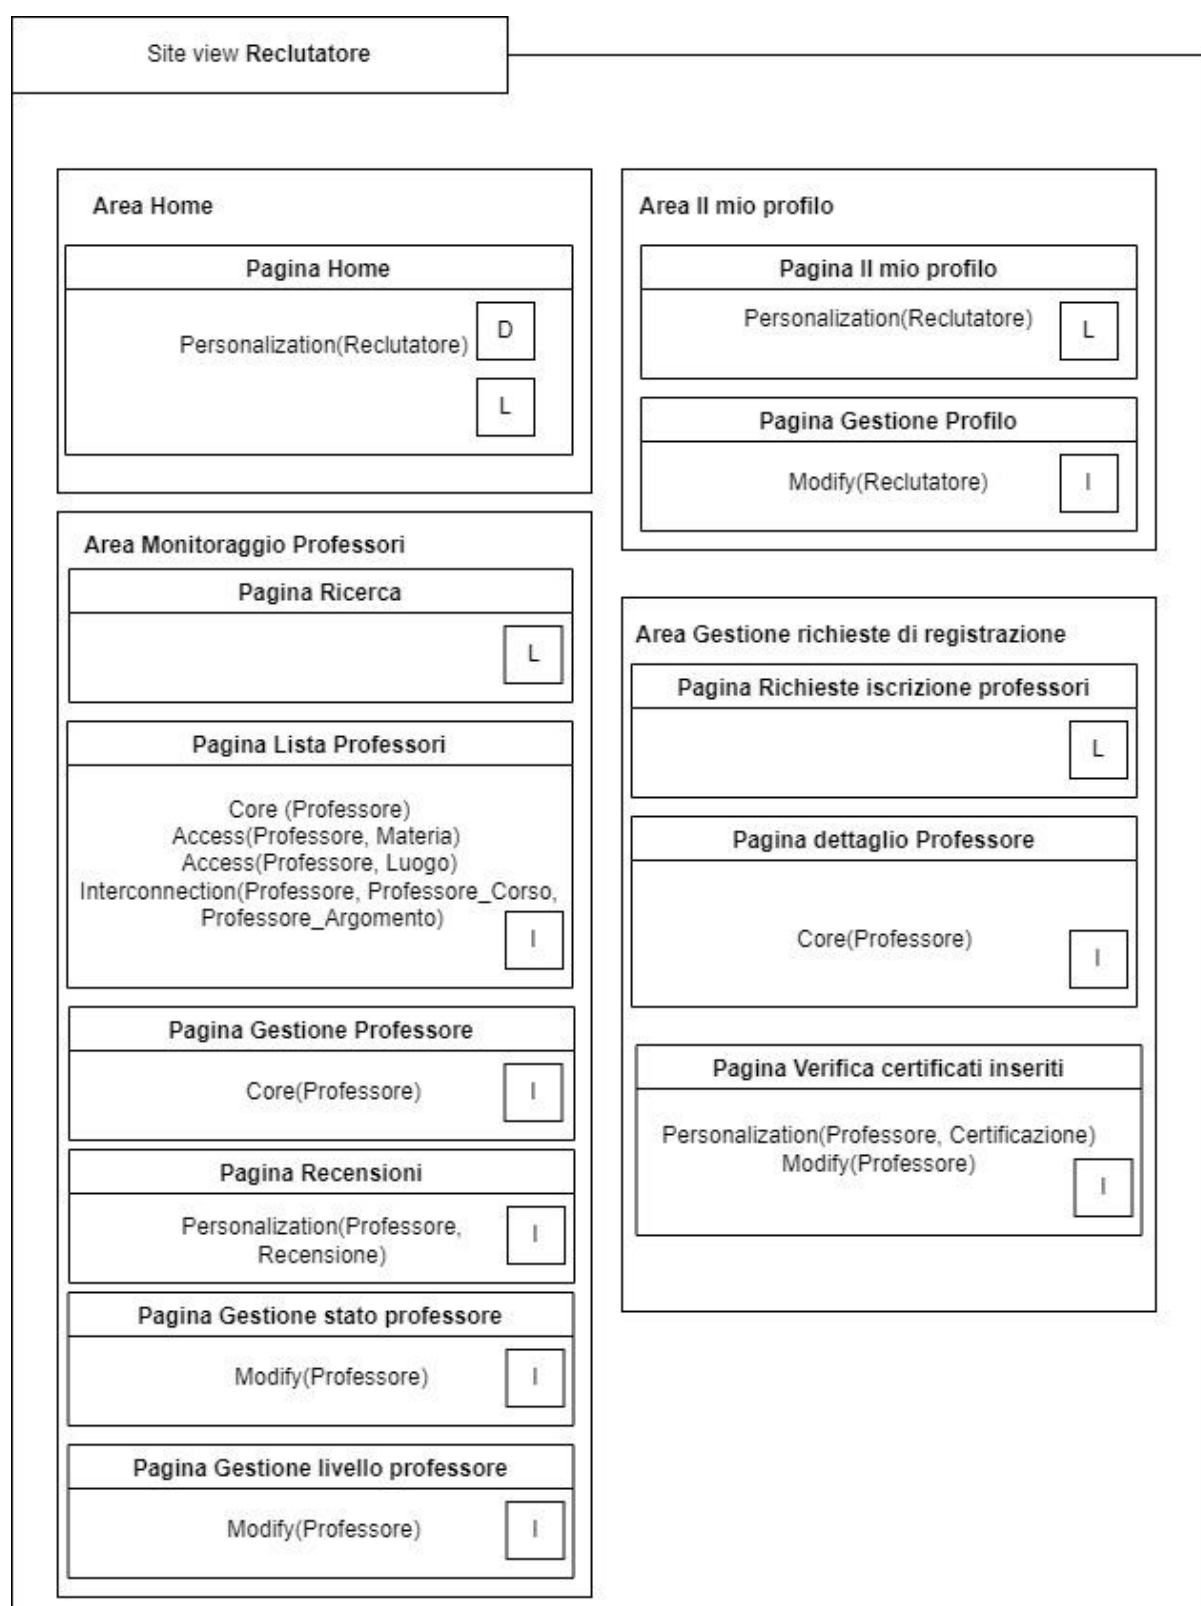 Site view Reclutatore
Area Home
Pagina Home
Personalization(Reclutatore)
D
L
Area Il mio profilo
Pagina Il mio profilo
Personalization(Reclutatore)
L
Pagina Gestione Profilo
Modify(Reclutatore)
I
Area Monitoraggio Professori
Pagina Ricerca
L
Pagina Lista Professori
Core (Professore)
Access(Professore, Materia)
Access(Professore, Luogo)
Interconnection(Professore, Professore_Corso,
Professore_Argomento)
I
Pagina Gestione Professore
Core(Professore)
I
Pagina Recensioni
Personalization(Professore,
Recensione)
I
Pagina Gestione stato professore
Modify(Professore)
I
Pagina Gestione livello professore
Modify(Professore)
I
Area Gestione richieste di registrazione
Pagina Richieste iscrizione professori
L
Pagina dettaglio Professore
Core(Professore)
I
Pagina Verifica certificati inseriti
Personalization(Professore, Certificazione)
Modify(Professore)
I